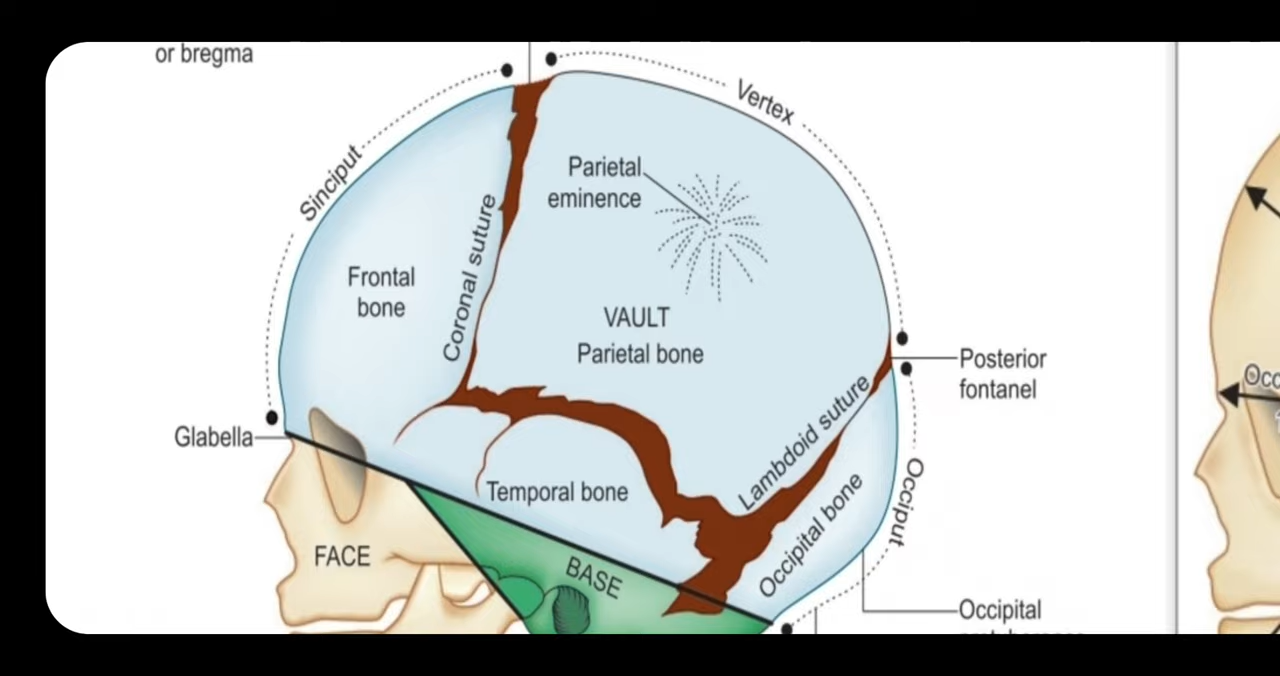 or bregma
Vertex
Sinciput
Parietal
eminence
Coronal suture
Frontal
bone
VAULT
Parietal bone
Posterior
fontanel
Lambdoid suture
Glabella
Temporal bone
Occipital bone
Occiput
FACE
BASE
Occipital